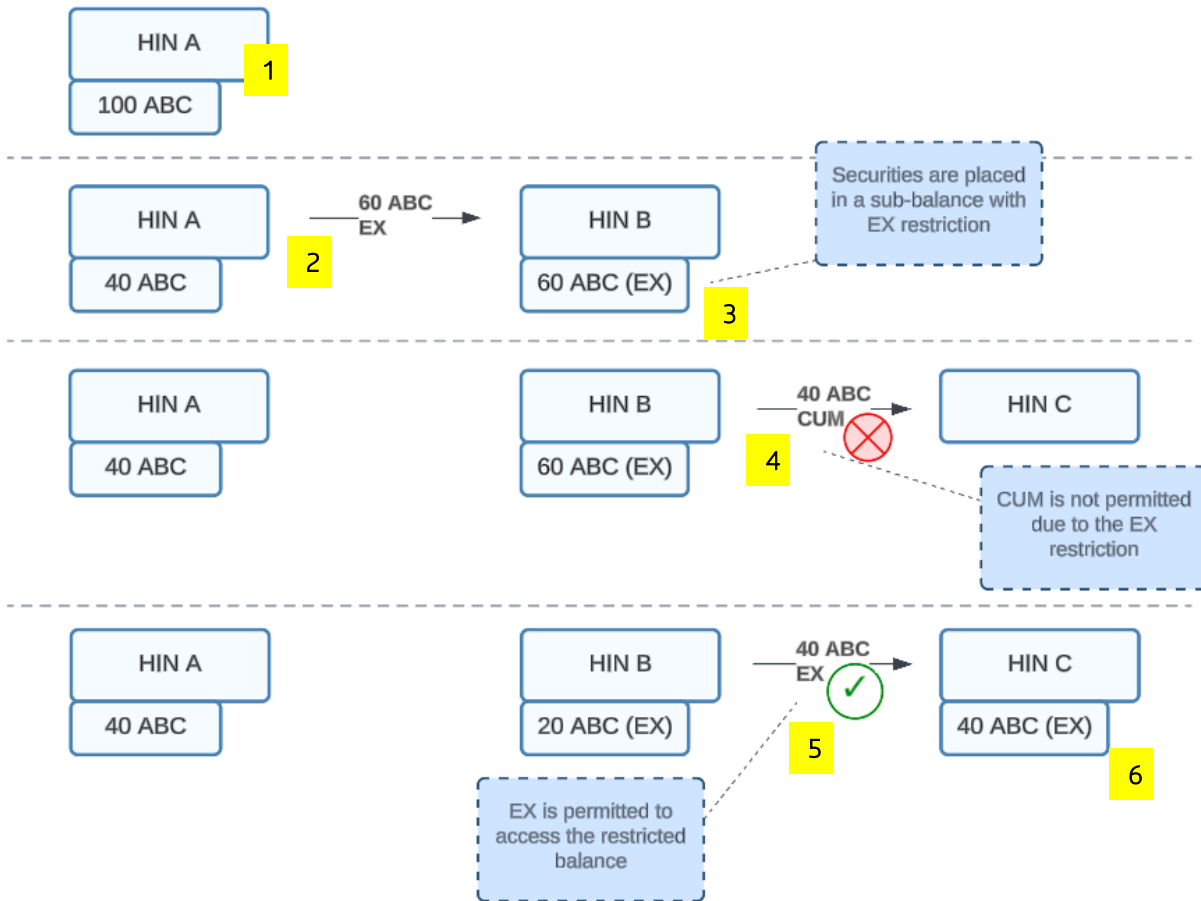 HIN A
1
100 ABC
Securities are placed
in a sub-balance with
EX restriction
HIN A
60 ABC
EX
HIN B
2
40 ABC
60 ABC (EX)
3
HIN A
HIN B
40 ABC
CUM
HIN C
40 ABC
60 ABC (EX)
4
CUM is not permitted
due to the EX
restriction
HIN A
HIN B
40 ABC
EX
HIN C
40 ABC
20 ABC (EX)
5
40 ABC (EX)
6
EX is permitted to
access the restricted
balance